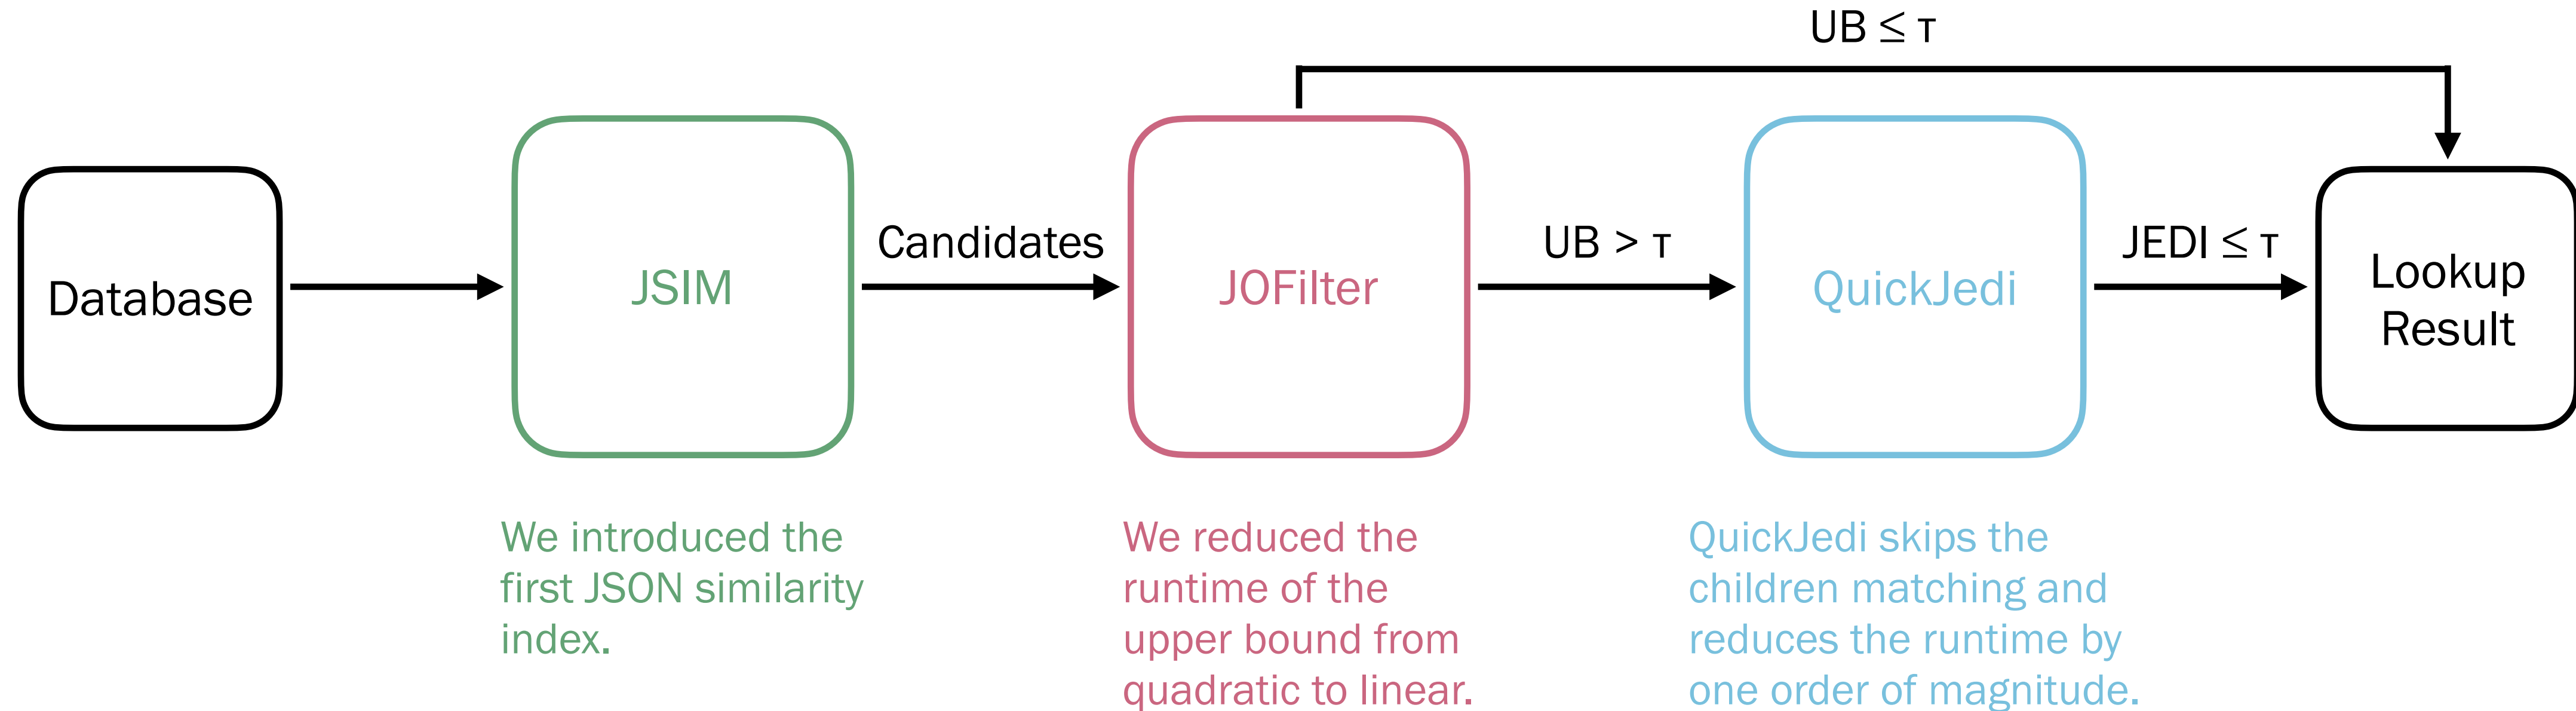 UB ≤ τ
Database
JSIM
Candidates
JOFilter
UB > τ
QuickJedi
JEDI ≤ τ
Lookup
Result
We introduced the
first JSON similarity
index.
We reduced the
runtime of the
upper bound from
quadratic to linear.
QuickJedi skips the
children matching and
reduces the runtime by
one order of magnitude.